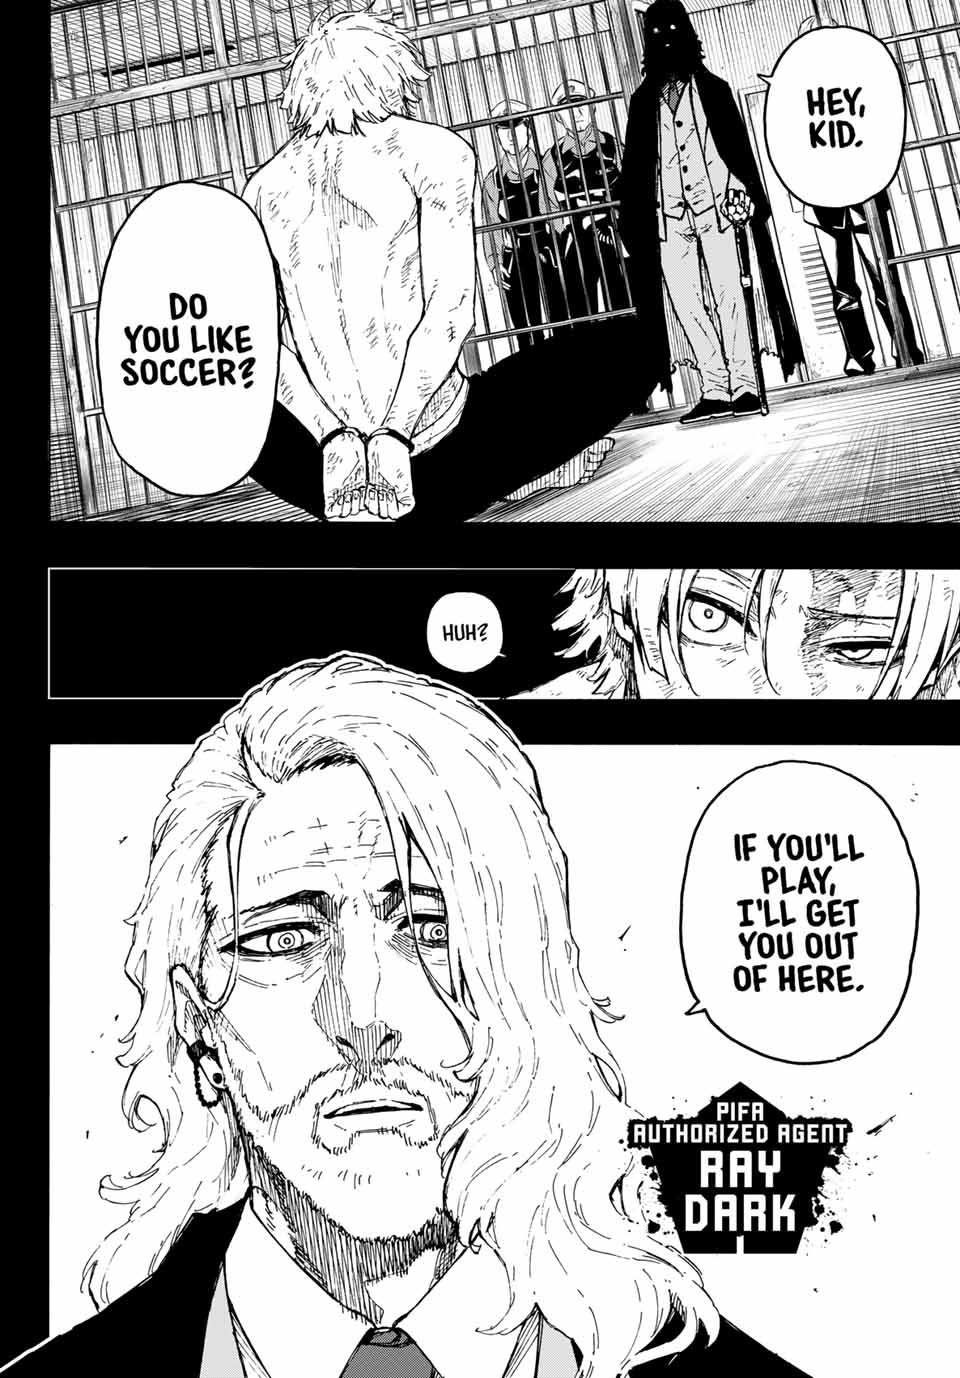 HEY,
KID.
DO
YOU LIKE
SOCCER?
HUH?
IF YOU'LL
PLAY,
I'LL GET
YOU OUT
OF HERE.
PIFA
AUTHORIZED AGENT
RAY
DARK